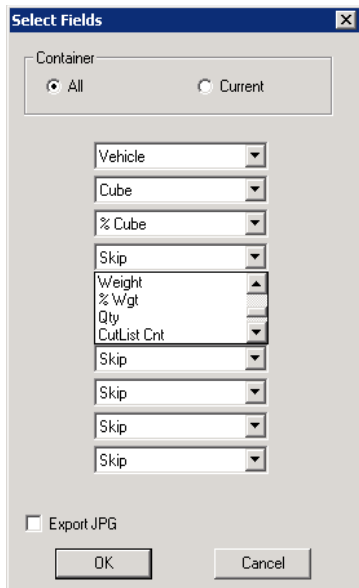 Select Fields
Container
All Current
Vehicle
Cube
% Cube
Skip
Weight
% Wgt
Qty
CutList Cnt
Skip
Skip
Skip
Skip
Export JPG
OK Cancel